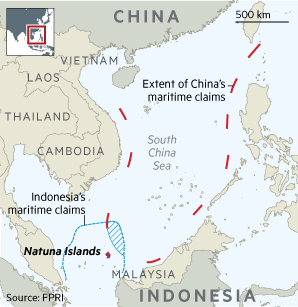 CHINA
500 km
VIETNAM
LAOS
Extent of China's
maritime claims
THAILAND
South
China
Sea
CAMBODIA
Indonesia's
maritime claims
Natuna Islands
MALAYSIA
INDONESIA
Source: FPRI